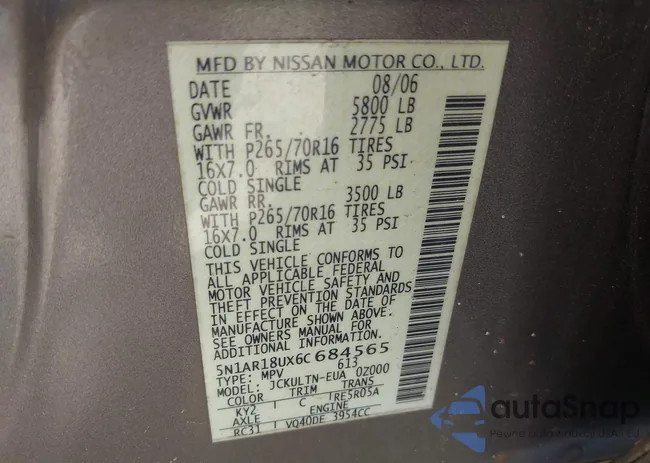 MFD BY NISSAN MOTOR CO., LTD.
DATE 08/06
GVWR 5800 LB
GAWR FR. 2775 LB
WITH P265/70R16 TIRES
16X7.0 RIMS AT 35 PSI
COLD SINGLE
GAWR RR. 3500 LB
WITH P265/70R16 TIRES
16X7.0 RIMS AT 35 PSI
COLD SINGLE
THIS VEHICLE CONFORMS TO
ALL APPLICABLE FEDERAL
MOTOR VEHICLE SAFETY AND
THEFT PREVENTION STANDARDS
IN EFFECT ON THE DATE OF
MANUFACTURE SHOWN ABOVE.
SEE OWNERS MANUAL FOR
ADDITIONAL INFORMATION.
5N1AR18UX6C684565
TYPE: MPV 613
MODEL: JCKULTN-EUA 0Z000
COLOR TRIM TRANS
KY2 C RE5R05A
AXLE ENGINE
RC31 VQ40DE 3954CC
autoSnap
Pewne auto